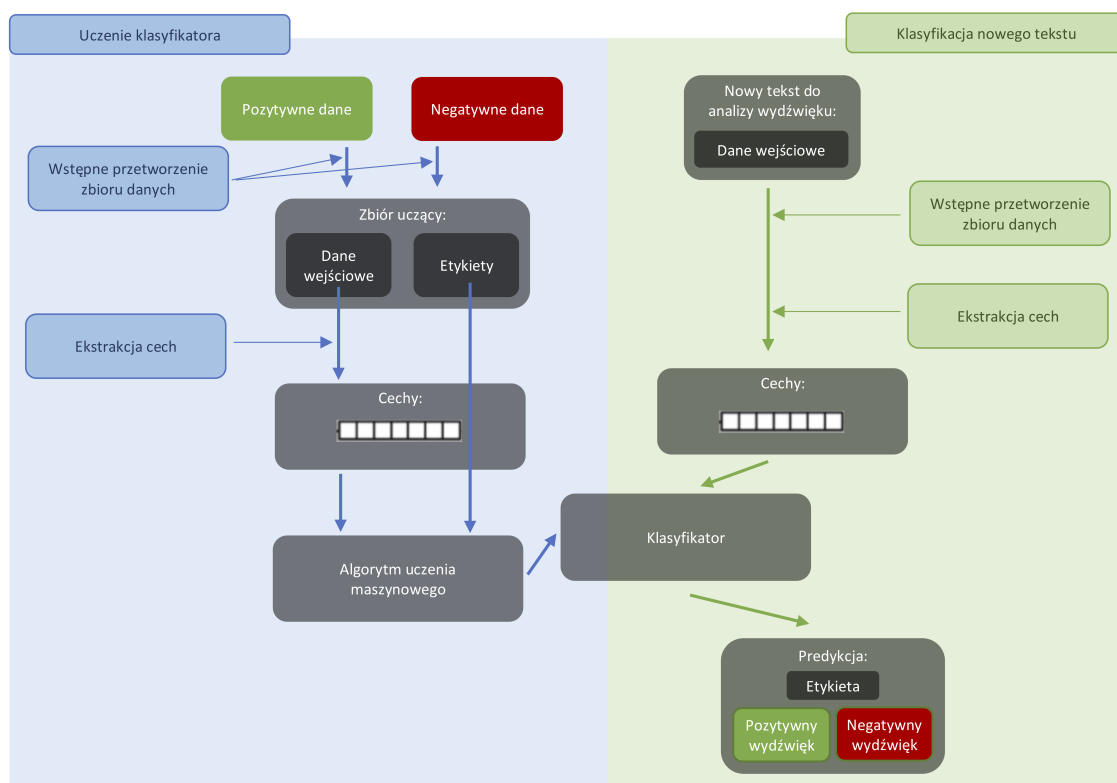 Uczenie klasyfikatora
Klasyfikacja nowego tekstu
Pozytywne dane
Negatywne dane
Wstępne przetworzenie
zbioru danych
Zbiór uczący:
Dane
wejściowe
Etykiety
Ekstrakcja cech
Cechy:
Algorytm uczenia
maszynowego
Nowy tekst do
analizy wydźwięku:
Dane wejściowe
Wstępne przetworzenie
zbioru danych
Ekstrakcja cech
Cechy:
Klasyfikator
Predykcja:
Etykieta
Pozytywny
wydźwięk
Negatywny
wydźwięk